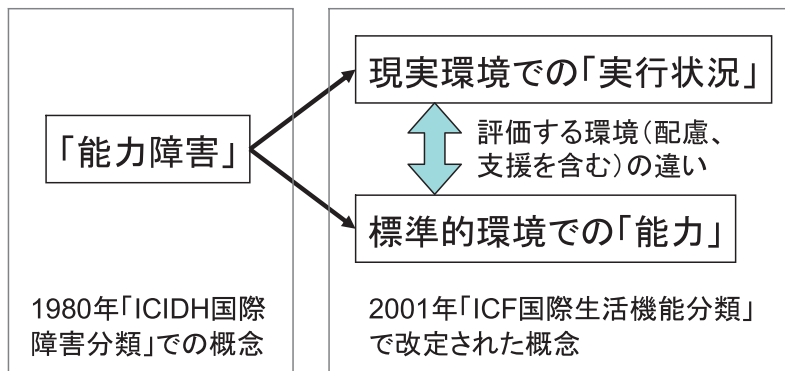 「能力障害」
1980年「ICIDH国際
障害分類」での概念
現実環境での「実行状況」
評価する環境（配慮、
支援を含む）の違い
標準的環境での「能力」
2001年「ICF国際生活機能分類」
で改定された概念